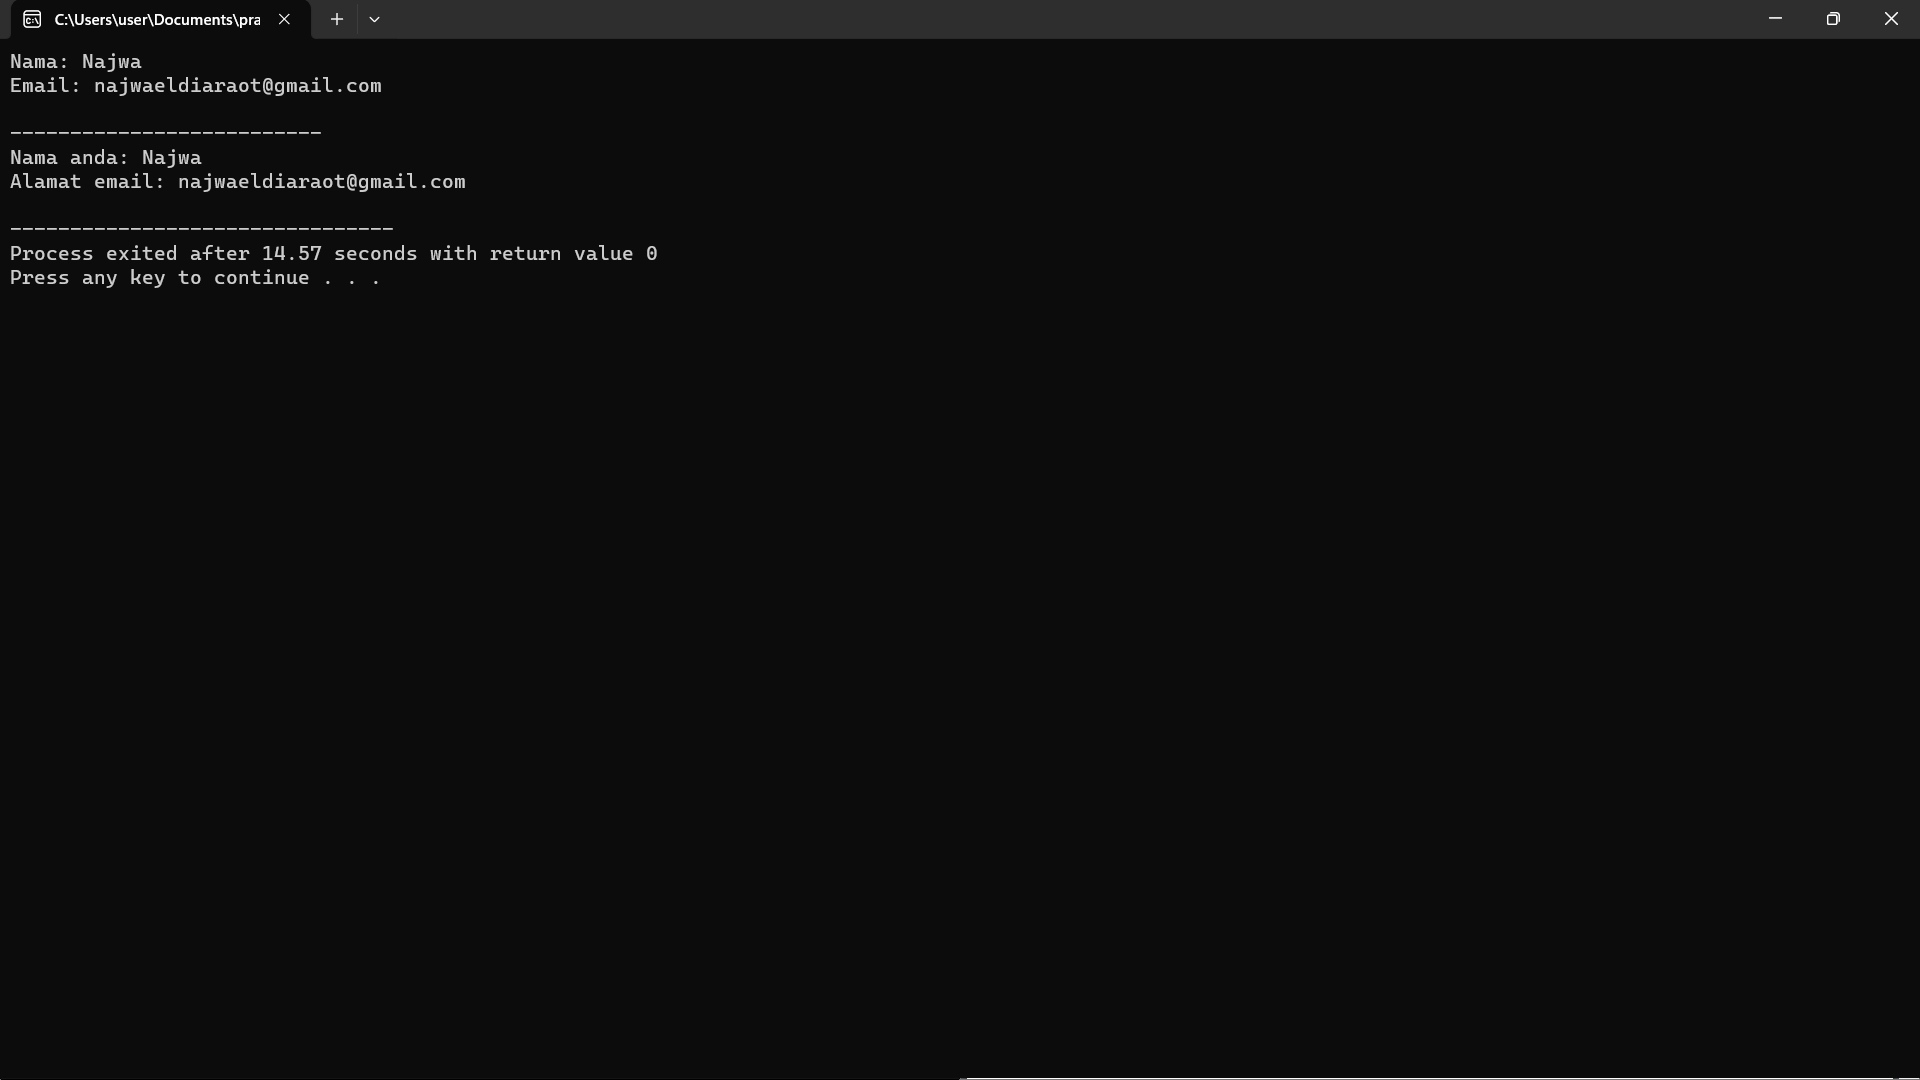 C:\Users\user\Documents\pra
Nama: Najwa
Email: najwaeldiaraot@gmail.com
--------------------------
Nama anda: Najwa
Alamat email: najwaeldiaraot@gmail.com
--------------------------------
Process exited after 14.57 seconds with return value 0
Press any key to continue . . .